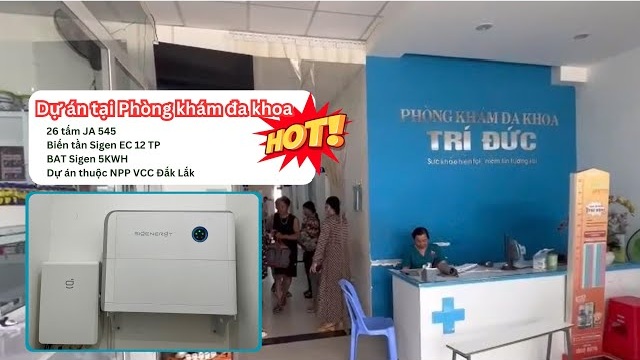 Dự án tại Phòng khám đa khoa
HOT!
26 tấm JA 545
Biến tần Sigen EC 12 TP
BAT Sigen 5KWH
Dự án thuộc NPP VCC Đắk Lắk
SIGENERGY
PHÒNG KHÁM ĐA KHOA
TRÍ ĐỨC